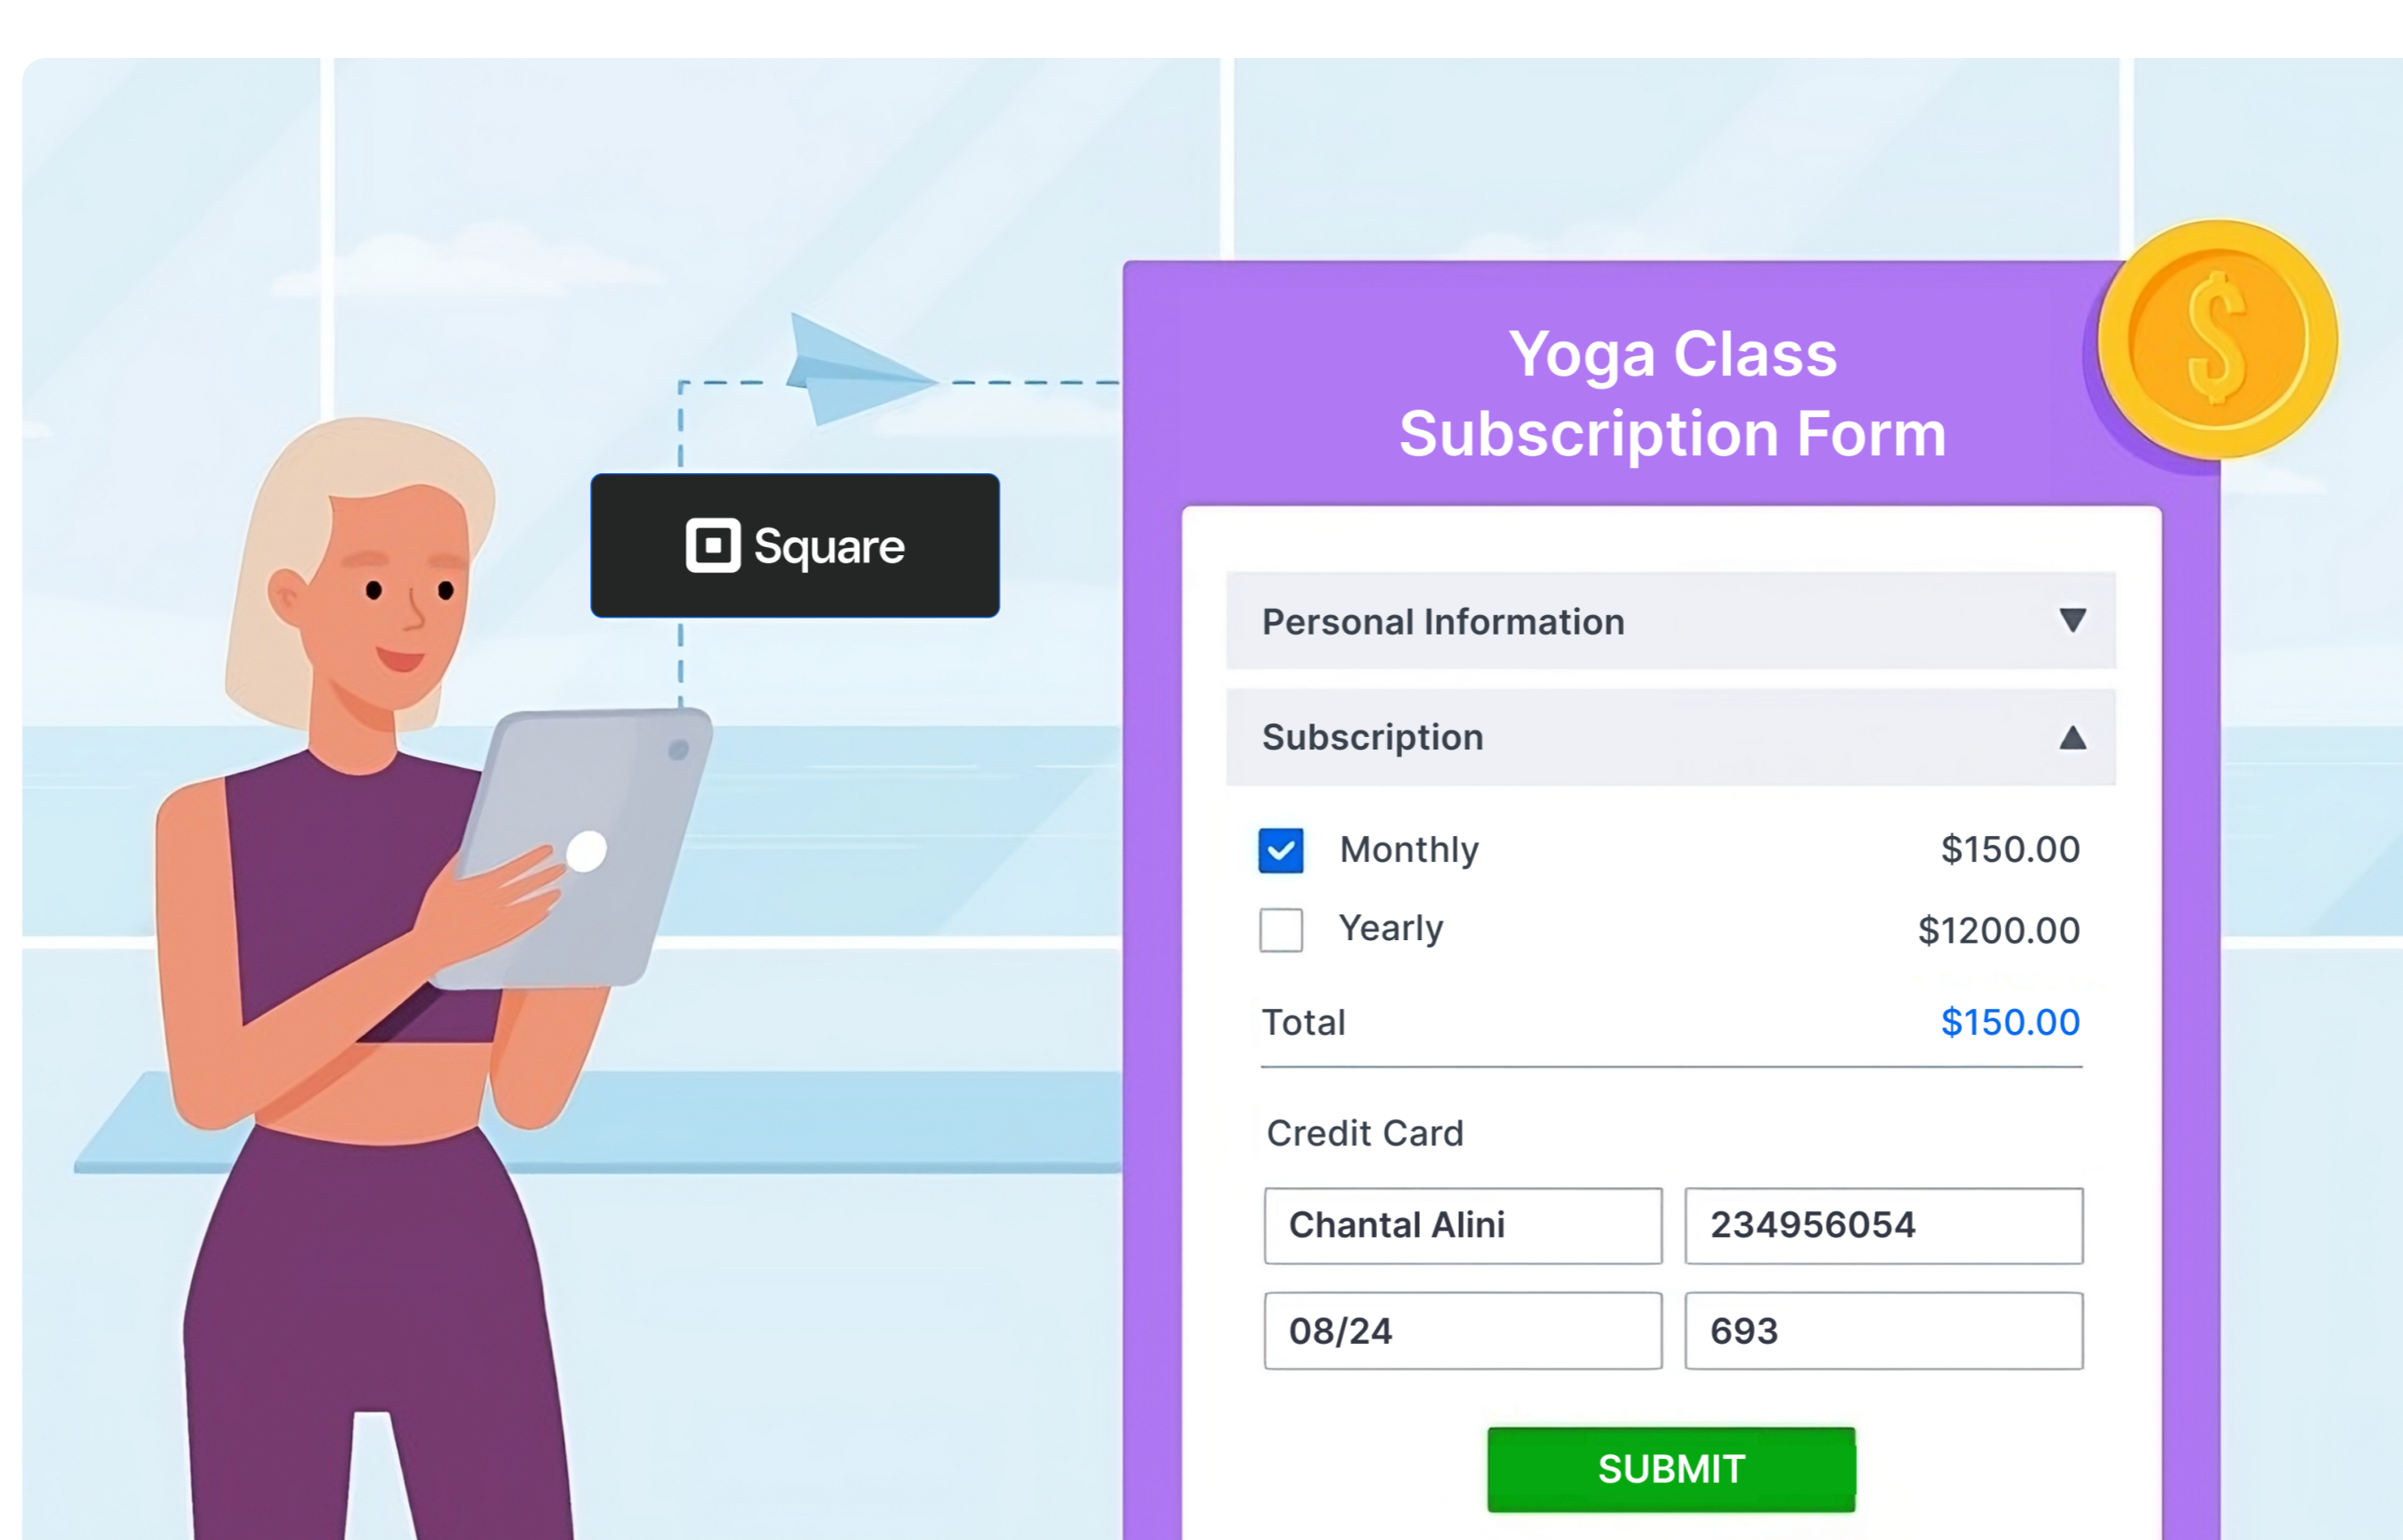 Square
Yoga Class
Subscription Form
Personal Information
Subscription
Monthly $150.00
Yearly $1200.00
Total $150.00
Credit Card
Chantal Alini 234956054
08/24 693
SUBMIT